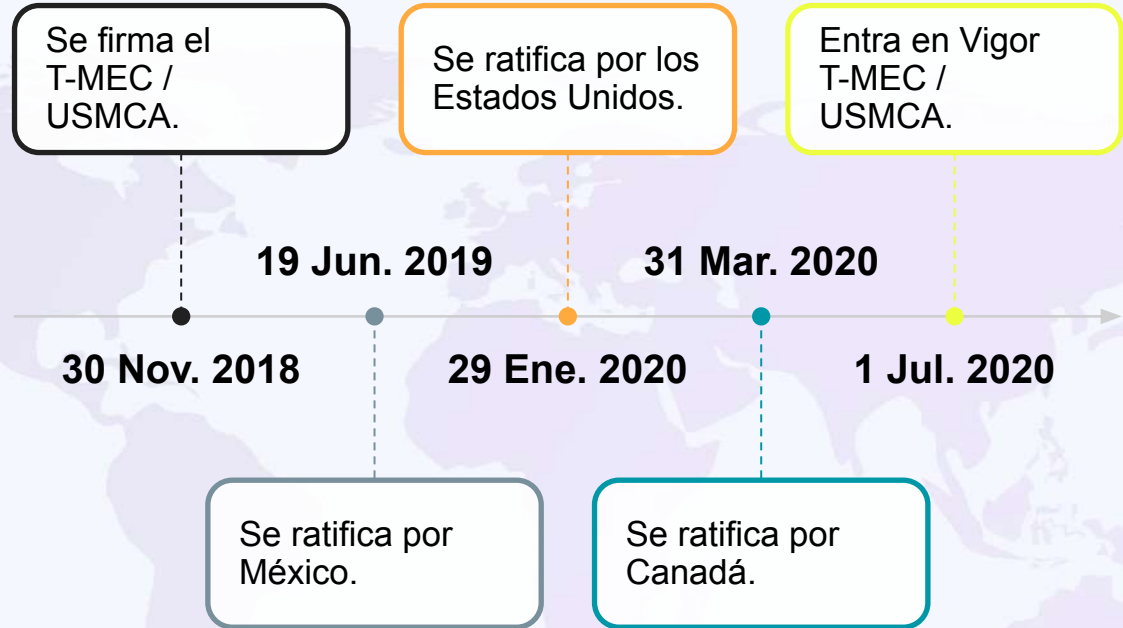 Se firma el
T-MEC /
USMCA.
Se ratifica por los
Estados Unidos.
Entra en Vigor
T-MEC /
USMCA.
19 Jun. 2019
31 Mar. 2020
30 Nov. 2018
29 Ene. 2020
1 Jul. 2020
Se ratifica por
México.
Se ratifica por
Canadá.